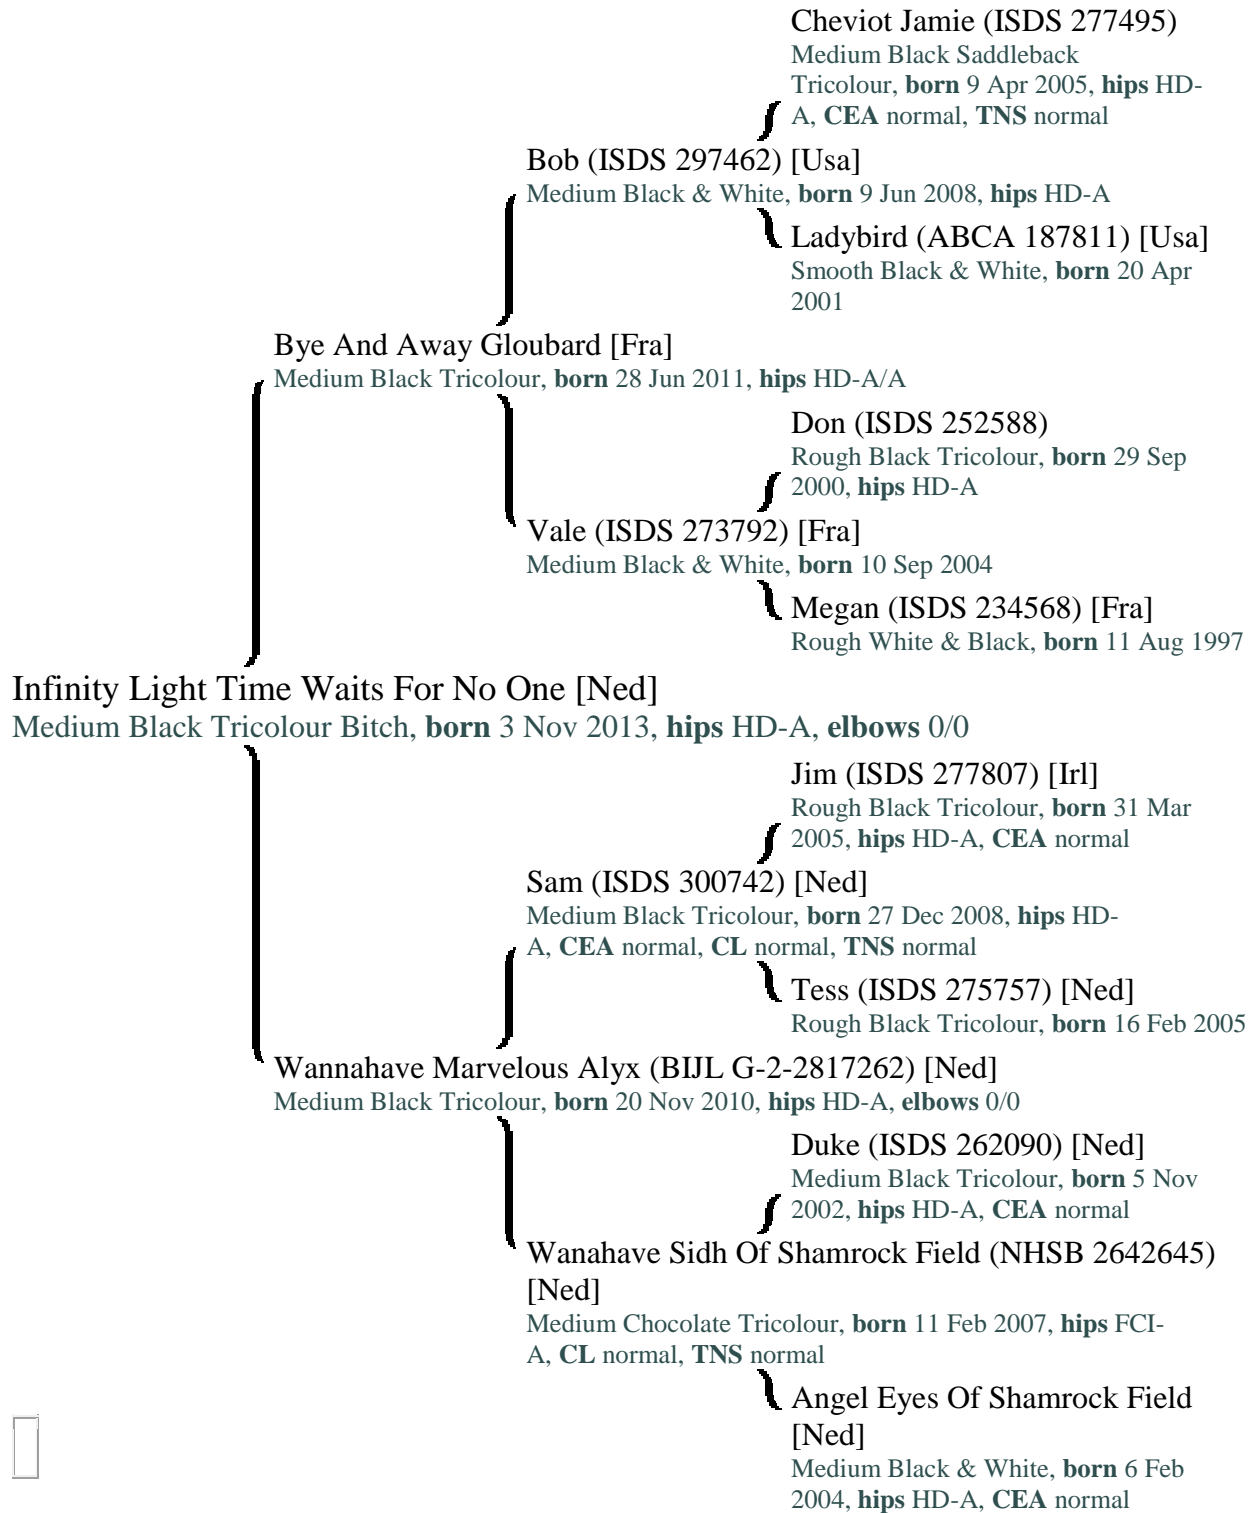 Cheviot Jamie (ISDS 277495)
Medium Black Saddleback
Tricolour, born 9 Apr 2005, hips HD-
A, CEA normal, TNS normal
Bob (ISDS 297462) [Usa]
Medium Black & White, born 9 Jun 2008, hips HD-A
Ladybird (ABCA 187811) [Usa]
Smooth Black & White, born 20 Apr
2001
Bye And Away Gloubard [Fra]
Medium Black Tricolour, born 28 Jun 2011, hips HD-A/A
Don (ISDS 252588)
Rough Black Tricolour, born 29 Sep
2000, hips HD-A
Vale (ISDS 273792) [Fra]
Medium Black & White, born 10 Sep 2004
Megan (ISDS 234568) [Fra]
Rough White & Black, born 11 Aug 1997
Infinity Light Time Waits For No One [Ned]
Medium Black Tricolour Bitch, born 3 Nov 2013, hips HD-A, elbows 0/0
Jim (ISDS 277807) [Irl]
Rough Black Tricolour, born 31 Mar
2005, hips HD-A, CEA normal
Sam (ISDS 300742) [Ned]
Medium Black Tricolour, born 27 Dec 2008, hips HD-
A, CEA normal, CL normal, TNS normal
Tess (ISDS 275757) [Ned]
Rough Black Tricolour, born 16 Feb 2005
Wannahave Marvelous Alyx (BIJL G-2-2817262) [Ned]
Medium Black Tricolour, born 20 Nov 2010, hips HD-A, elbows 0/0
Duke (ISDS 262090) [Ned]
Medium Black Tricolour, born 5 Nov
2002, hips HD-A, CEA normal
Wanahave Sidh Of Shamrock Field (NHSB 2642645)
[Ned]
Medium Chocolate Tricolour, born 11 Feb 2007, hips FCI-
A, CL normal, TNS normal
Angel Eyes Of Shamrock Field
[Ned]
Medium Black & White, born 6 Feb
2004, hips HD-A, CEA normal